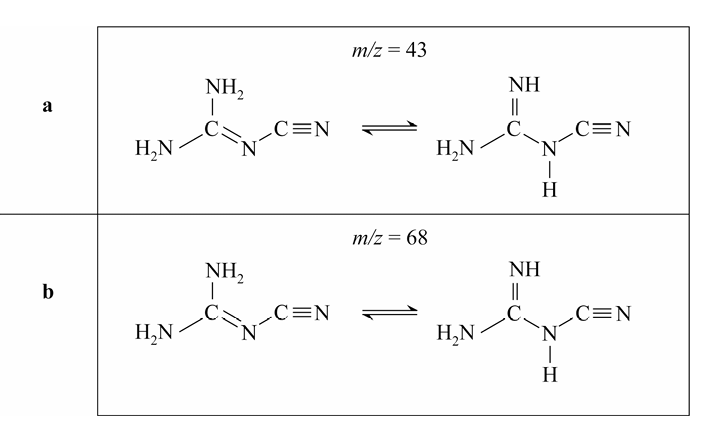 m/z = 43
a
NH₂
C
C≡N
H₂N
N
NH
C
C≡N
H₂N
N
H
m/z = 68
b
NH₂
C
C≡N
H₂N
N
NH
C
C≡N
H₂N
N
H